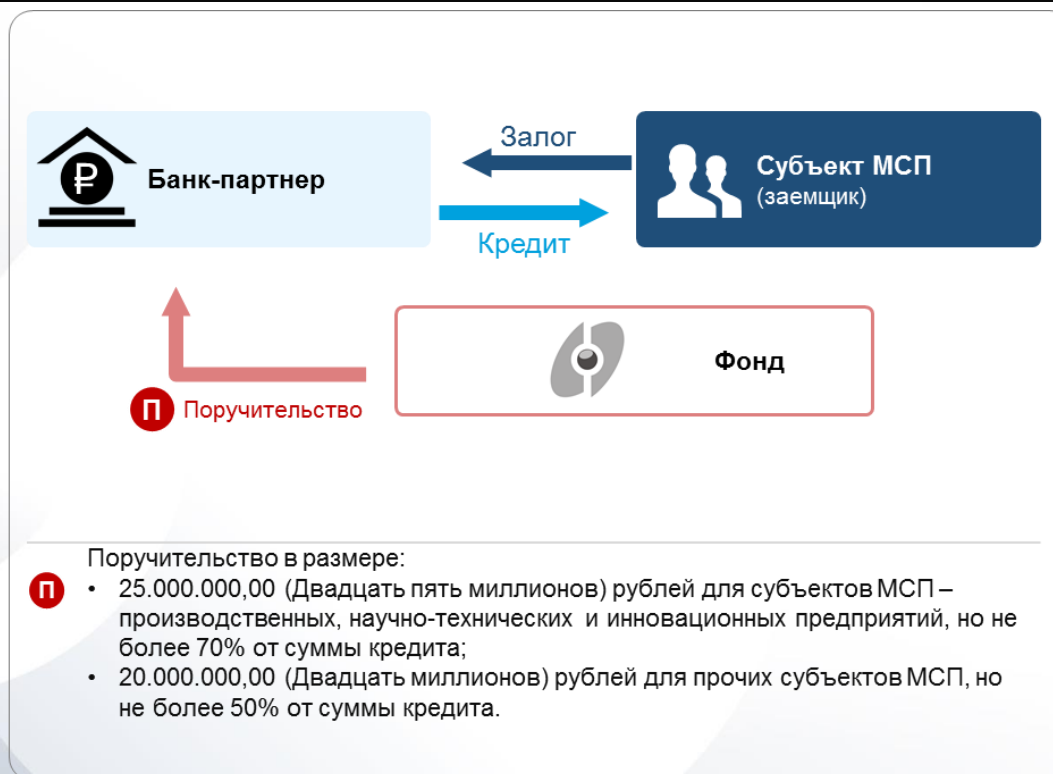 Залог
Банк-партнер
Субъект МСП
(заемщик)
Кредит
Фонд
П Поручительство
Поручительство в размере:
П • 25.000.000,00 (Двадцать пять миллионов) рублей для субъектов МСП –
производственных, научно-технических и инновационных предприятий, но не
более 70% от суммы кредита;
• 20.000.000,00 (Двадцать миллионов) рублей для прочих субъектов МСП, но
не более 50% от суммы кредита.